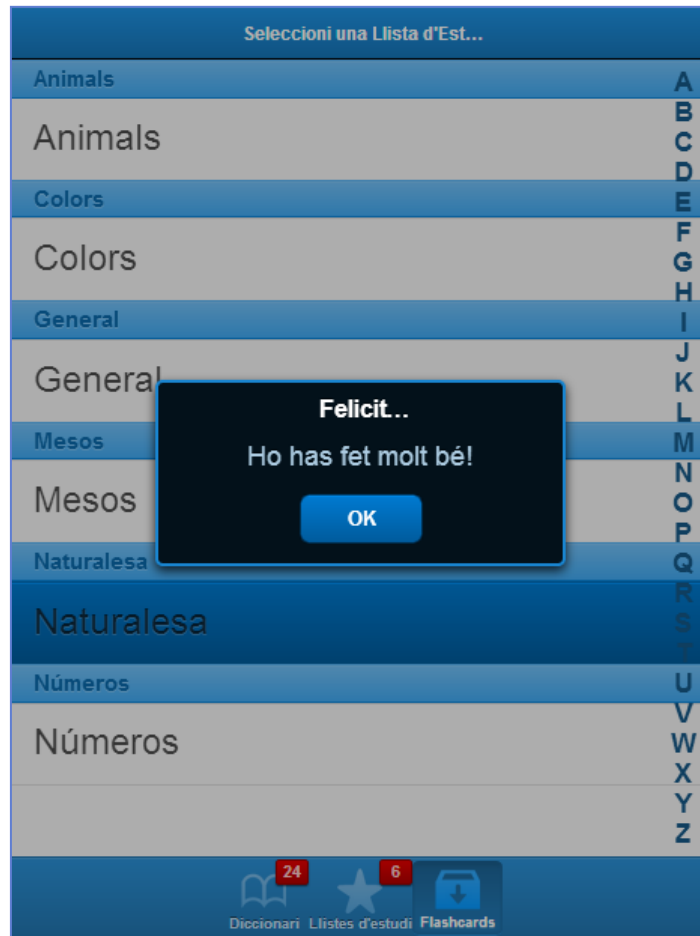 Seleccioni una Llista d'Est...
Animals
Animals
Colors
Colors
General
General
Mesos
Mesos
Naturalesa
Naturalesa
Números
Números
A
B
C
D
E
F
G
H
I
J
K
L
M
N
O
P
Q
R
S
T
U
V
W
X
Y
Z
Felicit...
Ho has fet molt bé!
OK
24
6
Diccionari Llistes d'estudi Flashcards